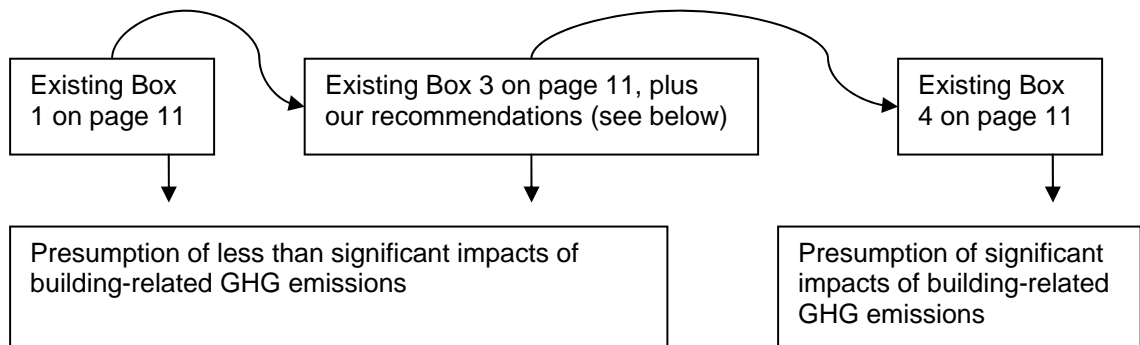 Existing Box
1 on page 11
Existing Box 3 on page 11, plus
our recommendations (see below)
Existing Box
4 on page 11
Presumption of less than significant impacts of
building-related GHG emissions
Presumption of significant
impacts of building-related
GHG emissions